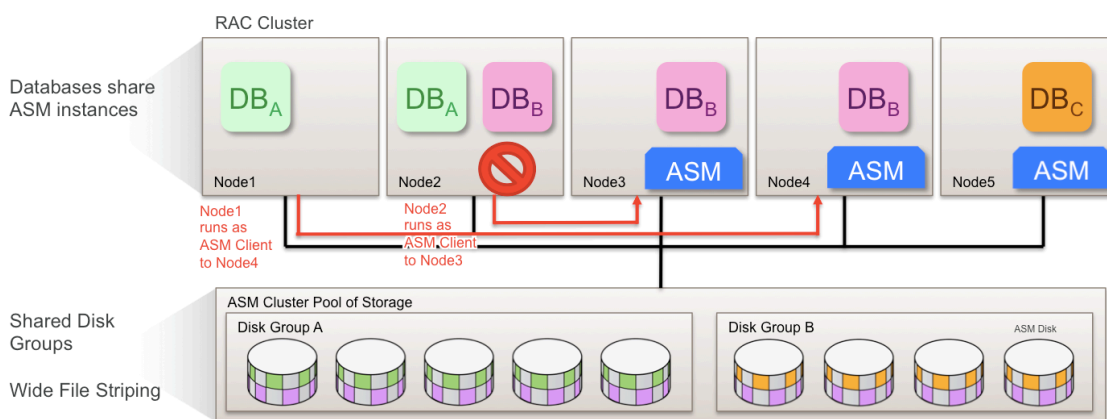 RAC Cluster
Databases share
ASM instances
DBA
DBA
DBB
DBB
DBB
DBC
ASM
ASM
ASM
Node1
Node2
Node3
Node4
Node5
Node1
runs as
ASM Client
to Node4
Node2
runs as
ASM Client
to Node3
Shared Disk
Groups
Wide File Striping
ASM Cluster Pool of Storage
Disk Group A
Disk Group B
ASM Disk